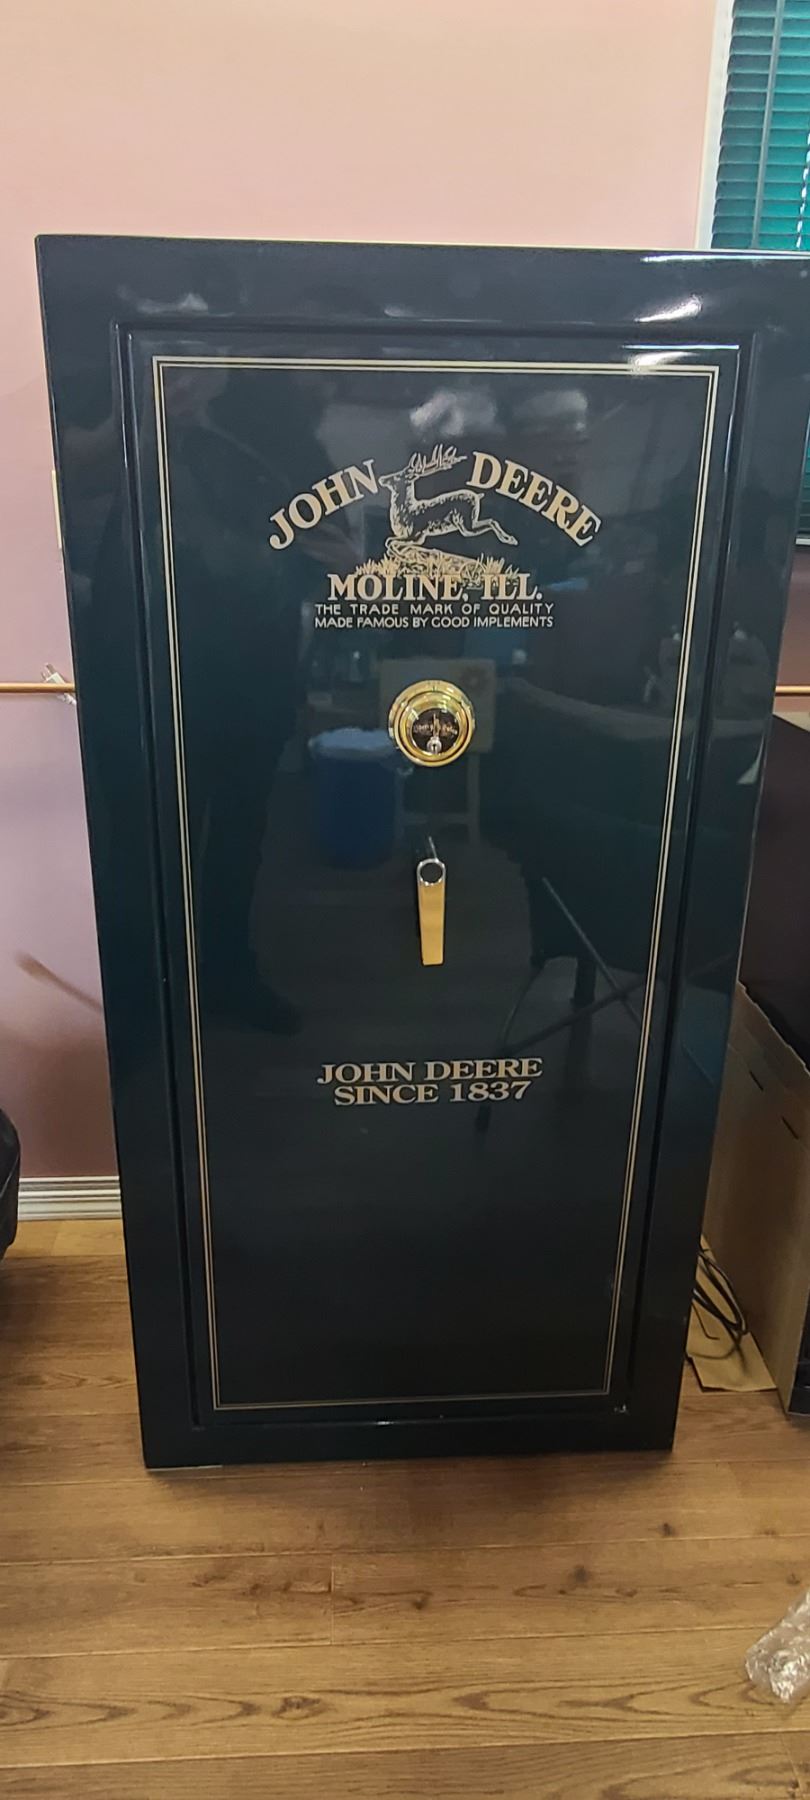 JOHN DEERE
MOLINE, ILL.
THE TRADE MARK OF QUALITY
MADE FAMOUS BY GOOD IMPLEMENTS
JOHN DEERE
SINCE 1837